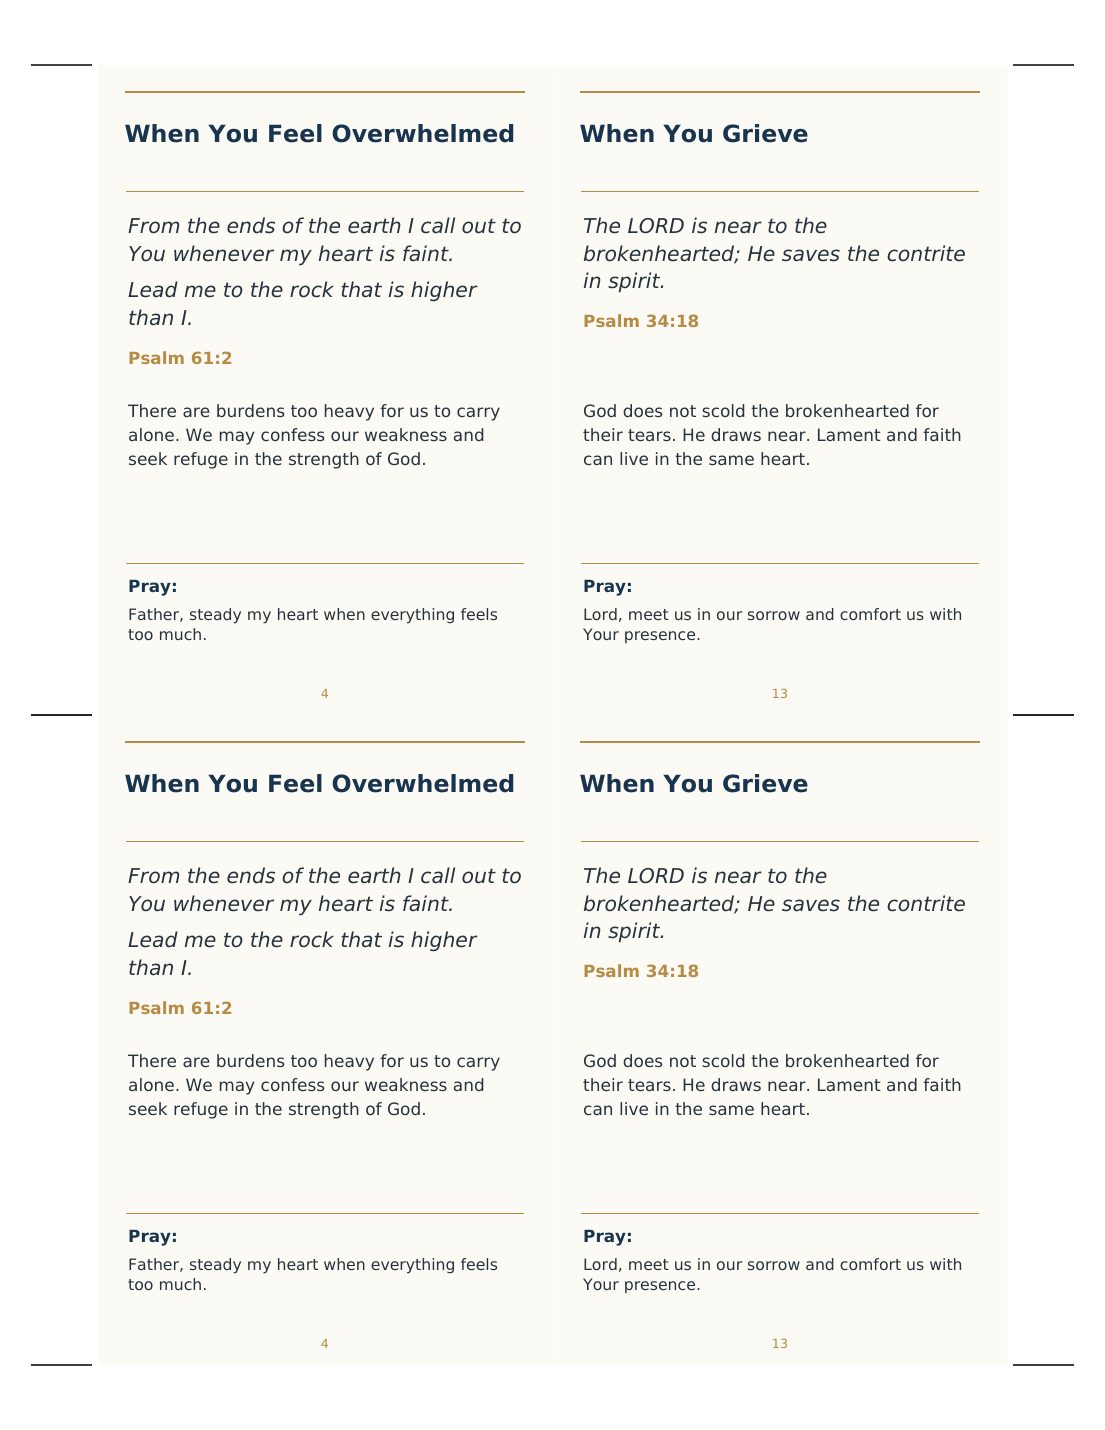 When You Feel Overwhelmed
From the ends of the earth I call out to
You whenever my heart is faint.
Lead me to the rock that is higher
than I.
Psalm 61:2
There are burdens too heavy for us to carry
alone. We may confess our weakness and
seek refuge in the strength of God.
Pray:
Father, steady my heart when everything feels
too much.
4
When You Grieve
The LORD is near to the
brokenhearted; He saves the contrite
in spirit.
Psalm 34:18
God does not scold the brokenhearted for
their tears. He draws near. Lament and faith
can live in the same heart.
Pray:
Lord, meet us in our sorrow and comfort us with
Your presence.
13
When You Feel Overwhelmed
From the ends of the earth I call out to
You whenever my heart is faint.
Lead me to the rock that is higher
than I.
Psalm 61:2
There are burdens too heavy for us to carry
alone. We may confess our weakness and
seek refuge in the strength of God.
Pray:
Father, steady my heart when everything feels
too much.
4
When You Grieve
The LORD is near to the
brokenhearted; He saves the contrite
in spirit.
Psalm 34:18
God does not scold the brokenhearted for
their tears. He draws near. Lament and faith
can live in the same heart.
Pray:
Lord, meet us in our sorrow and comfort us with
Your presence.
13